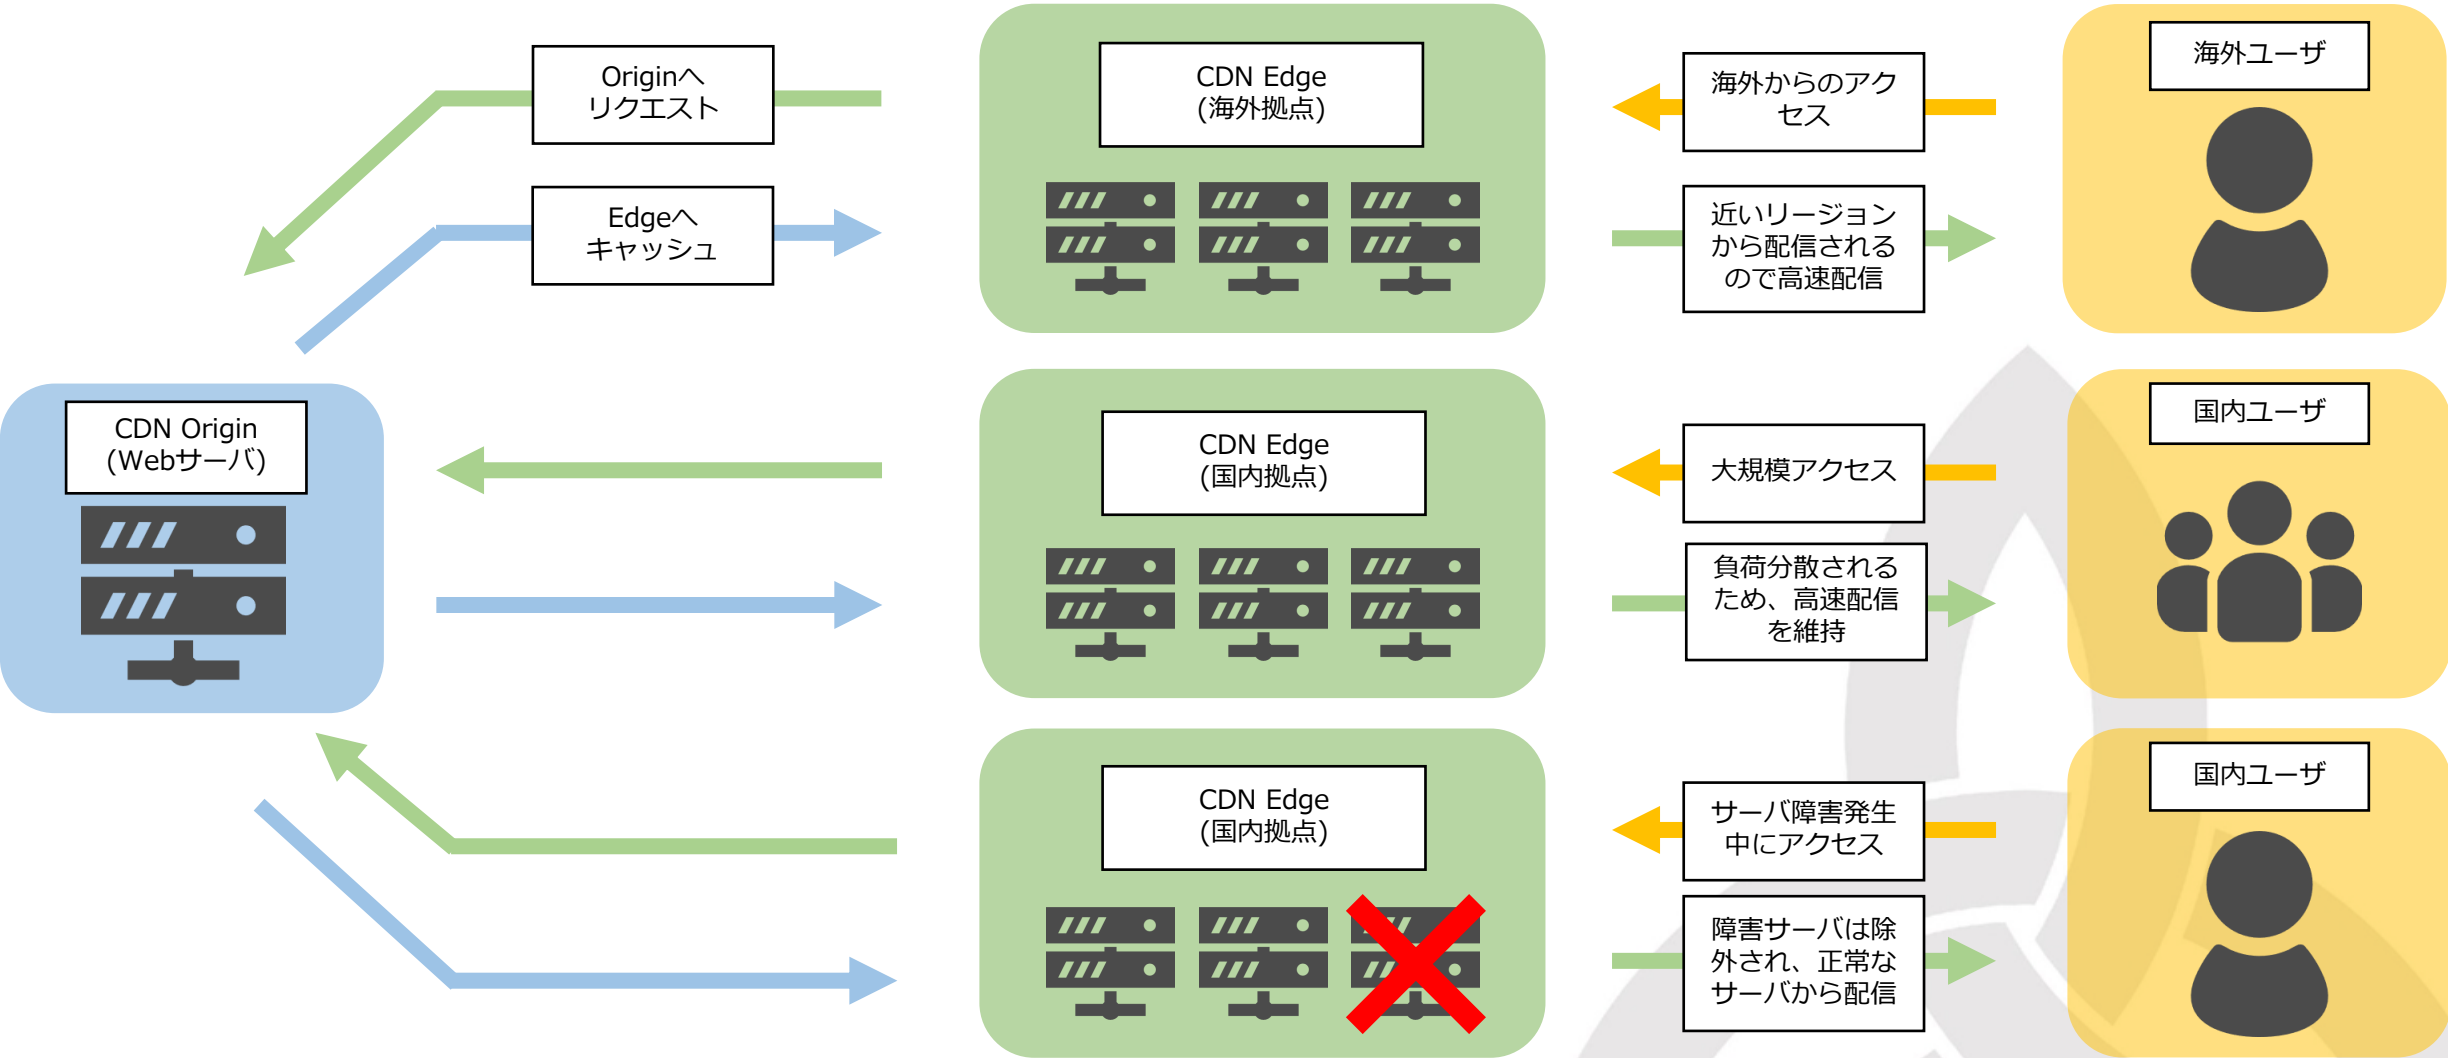 Originへ
リクエスト
Edgeへ
キャッシュ
CDN Edge
(海外拠点)
海外からのアク
セス
近いリージョン
から配信される
ので高速配信
海外ユーザ
CDN Origin
(Webサーバ)
CDN Edge
(国内拠点)
大規模アクセス
負荷分散される
ため、高速配信
を維持
国内ユーザ
CDN Edge
(国内拠点)
サーバ障害発生
中にアクセス
障害サーバは除
外され、正常な
サーバから配信
国内ユーザ